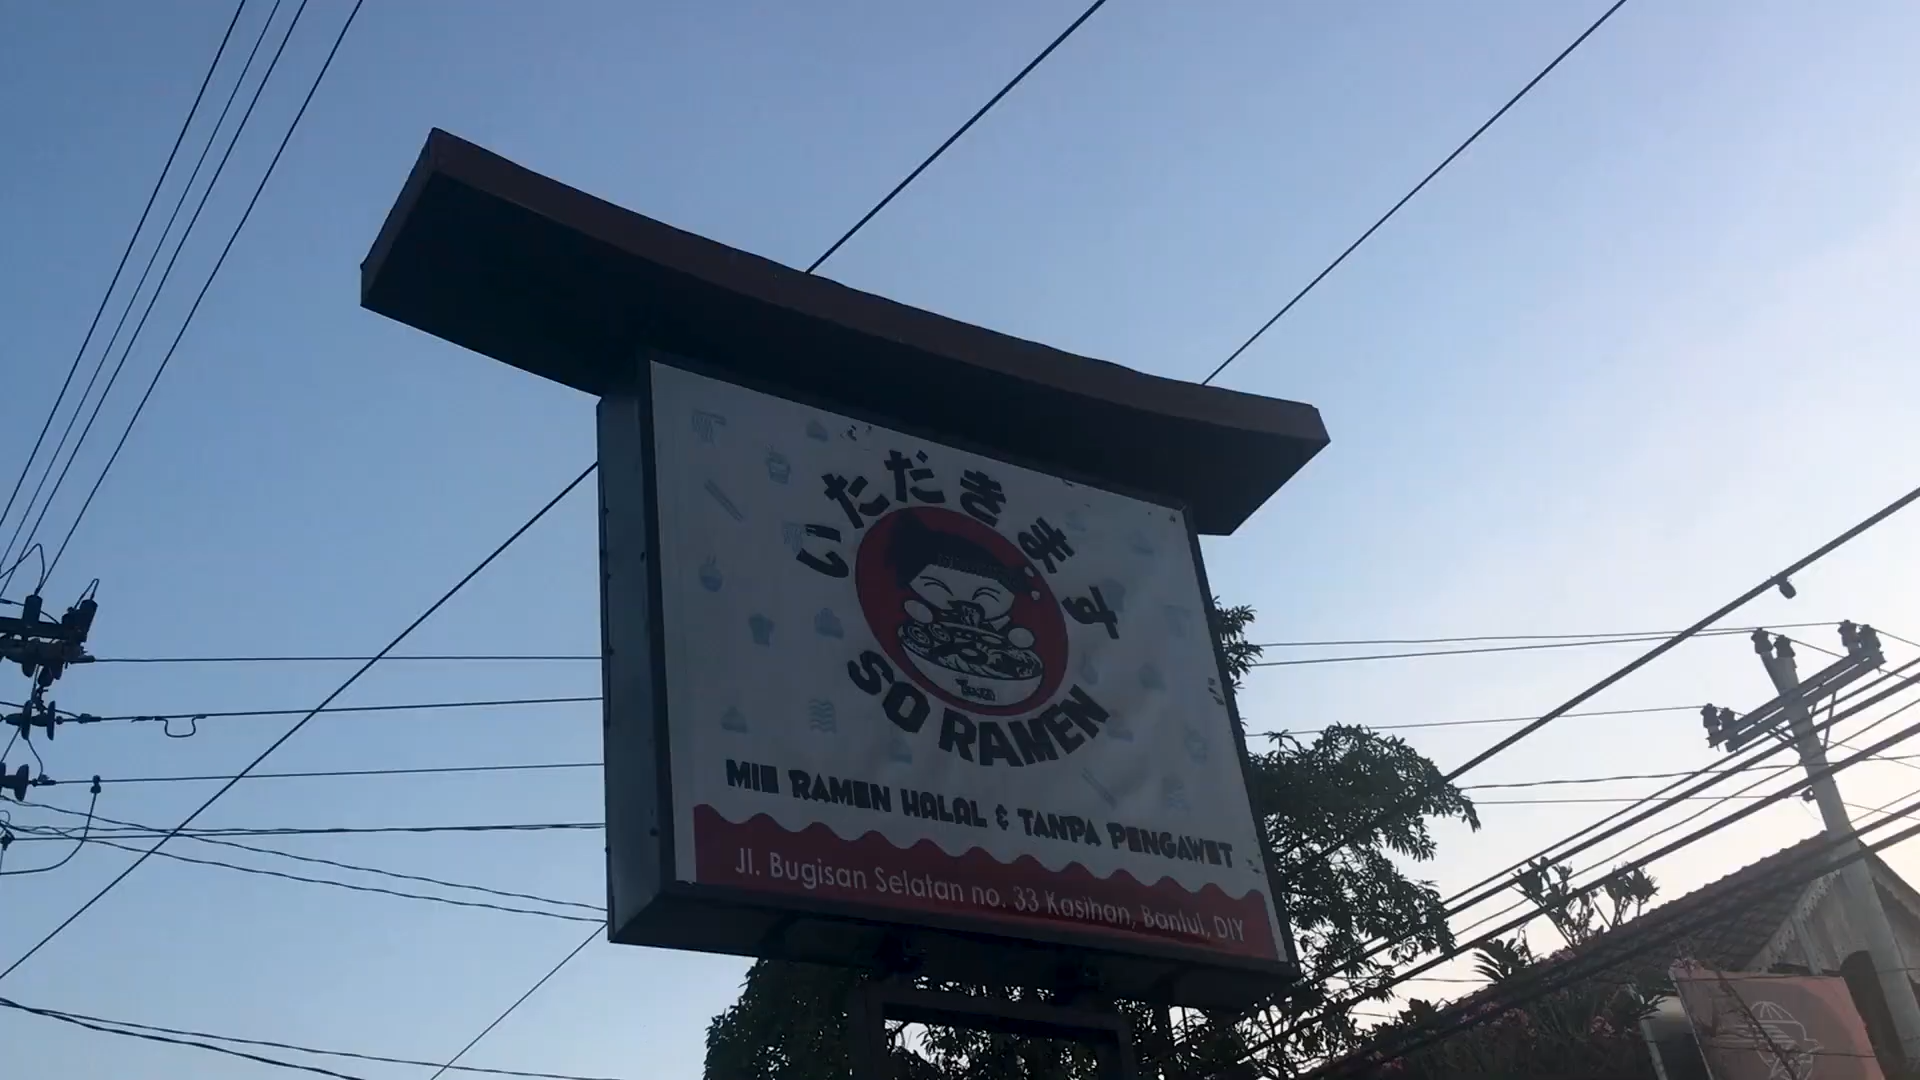 いただきます
SO RAMEN
MIE RAMEN HALAL & TANPA PENGAWET
Jl. Bugisan Selatan no. 33 Kasihan, Bantul, DIY